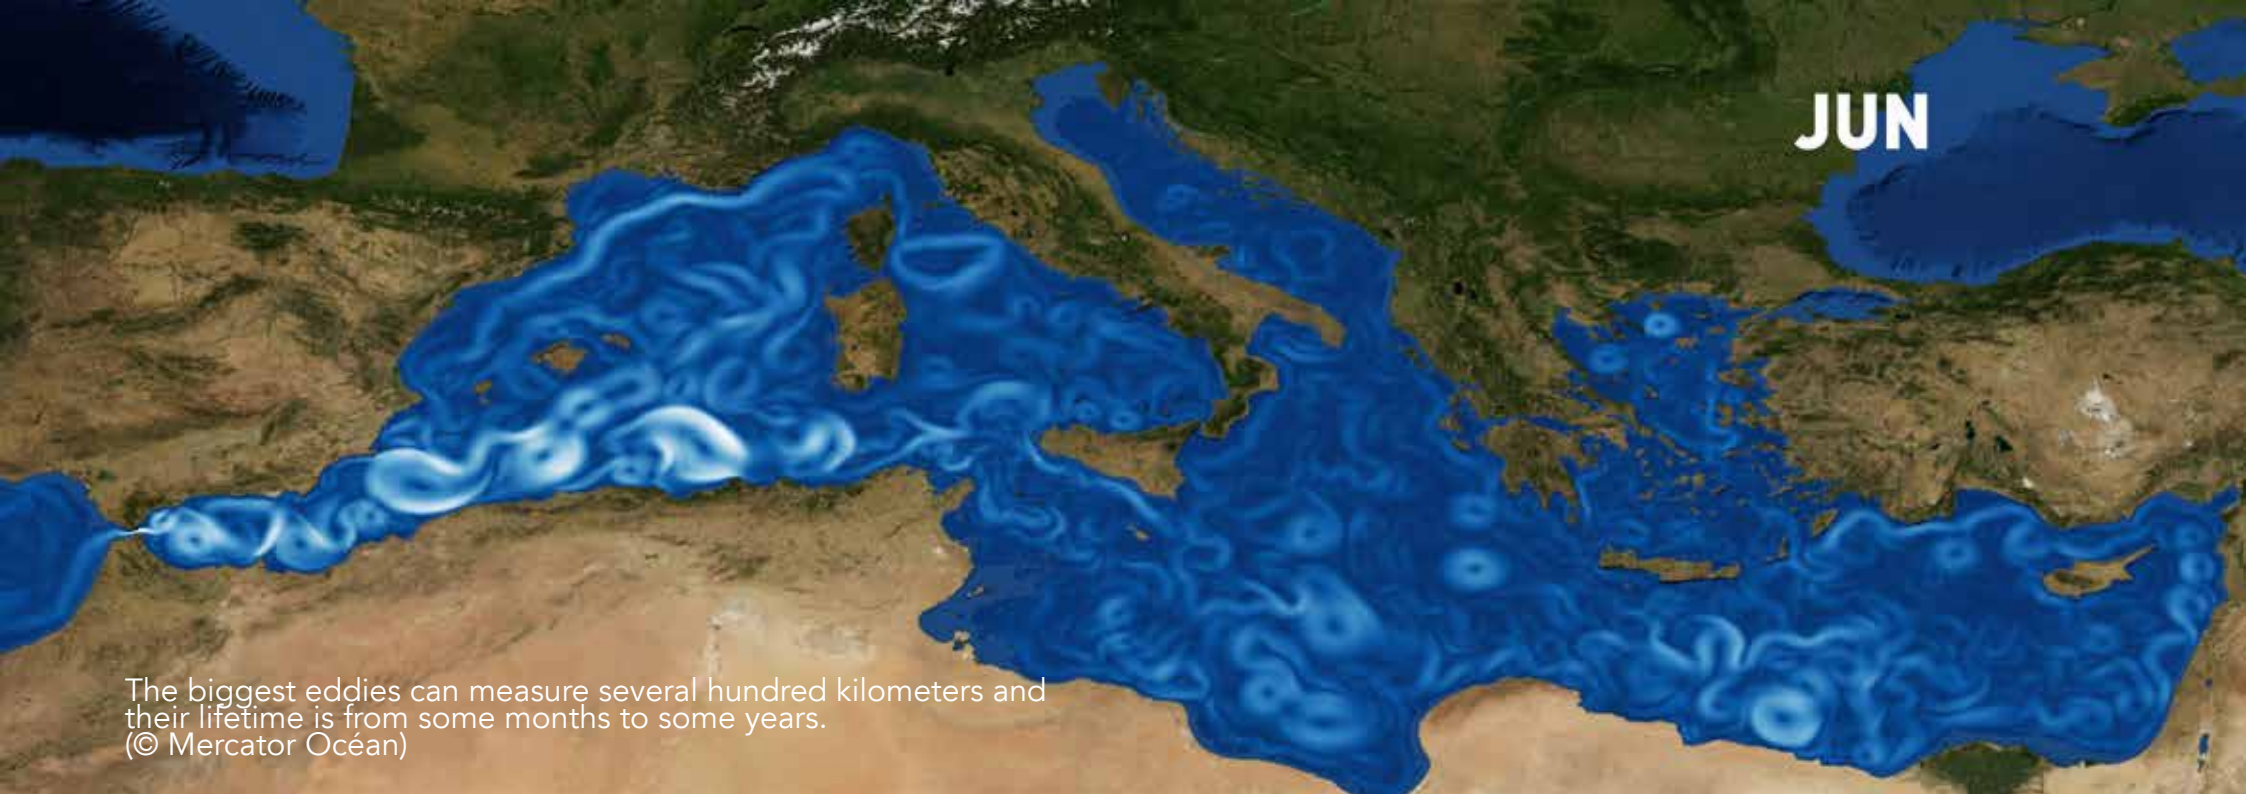 JUN
The biggest eddies can measure several hundred kilometers and
their lifetime is from some months to some years.
(© Mercator Océan)